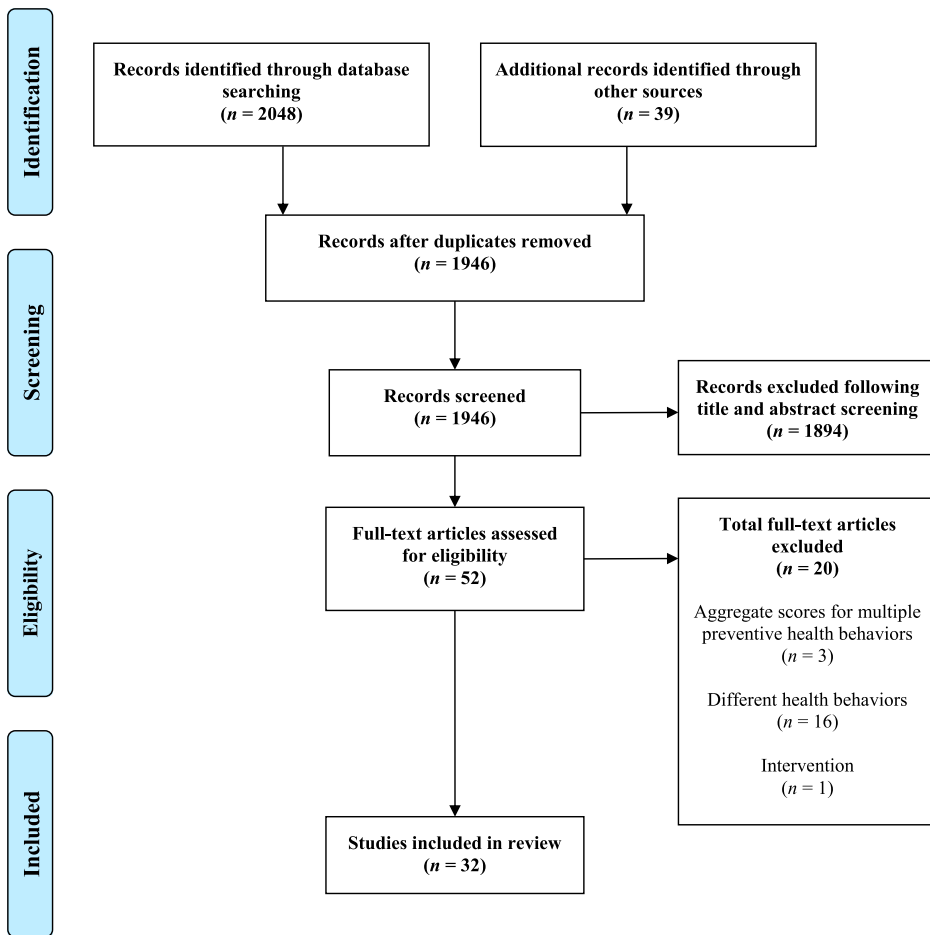 Identification
Records identified through database
searching
(n = 2048)
Additional records identified through
other sources
(n = 39)
Records after duplicates removed
(n = 1946)
Screening
Records screened
(n = 1946)
Records excluded following
title and abstract screening
(n = 1894)
Eligibility
Full-text articles assessed
for eligibility
(n = 52)
Total full-text articles
excluded
(n = 20)
Aggregate scores for multiple
preventive health behaviors
(n = 3)
Different health behaviors
(n = 16)
Intervention
(n = 1)
Included
Studies included in review
(n = 32)